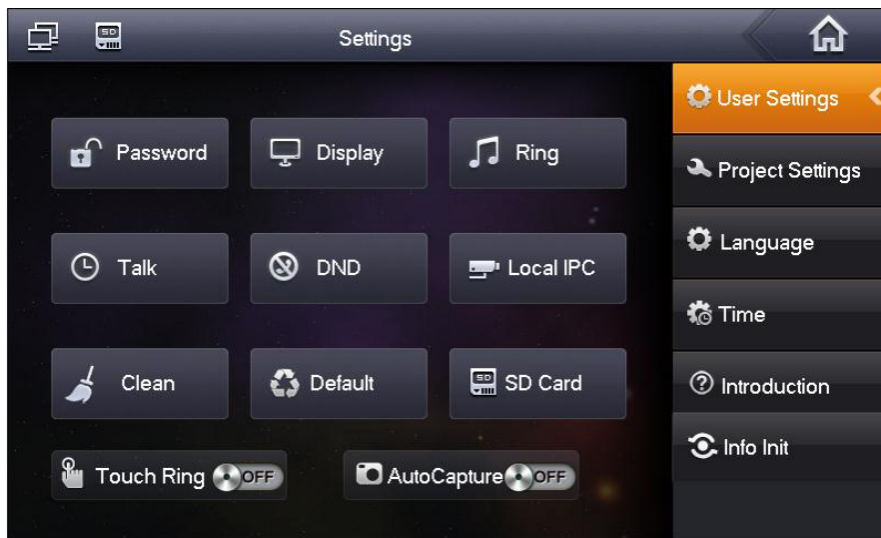 SD
Settings
User Settings
Password
Display
Ring
Project Settings
Language
Talk
DND
Local IPC
Time
Clean
Default
SD
SD Card
Introduction
Info Init
Touch Ring OFF
AutoCapture OFF